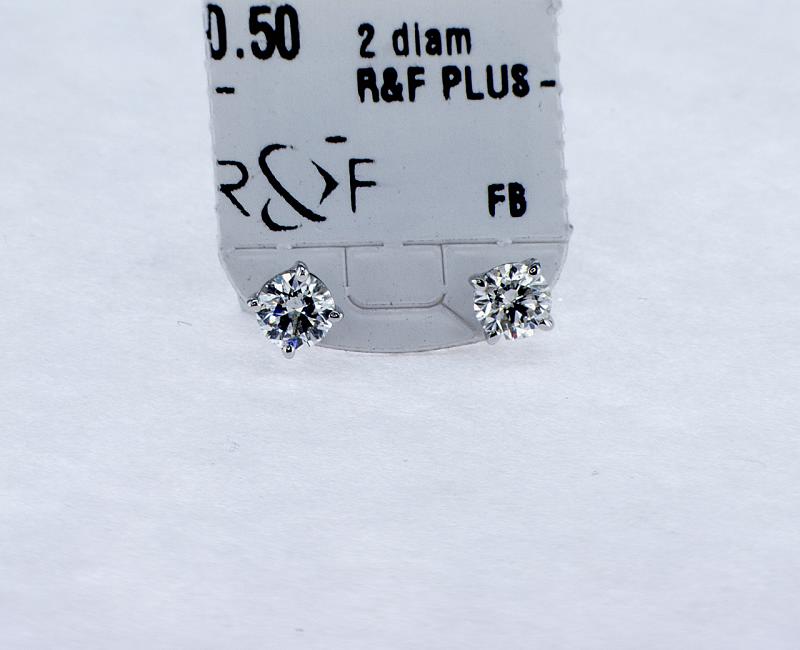 0.50 2 diam
- R&F PLUS -
R F
FB